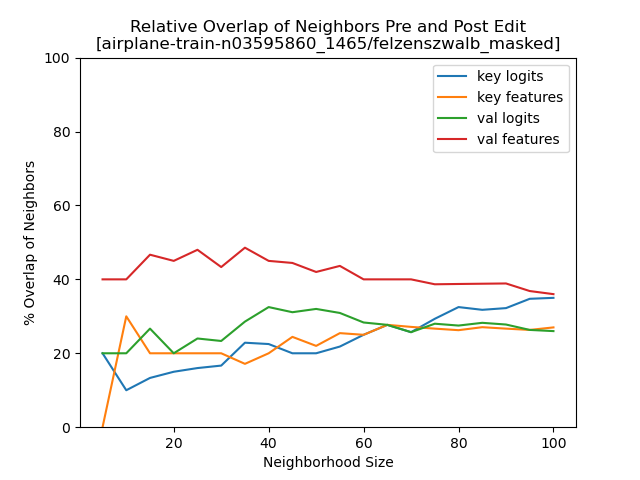 Relative Overlap of Neighbors Pre and Post Edit
[airplane-train-n03595860_1465/felzenszwalb_masked]
key logits
key features
val logits
val features
% Overlap of Neighbors
100
80
60
40
20
0
20 40 60 80 100
Neighborhood Size